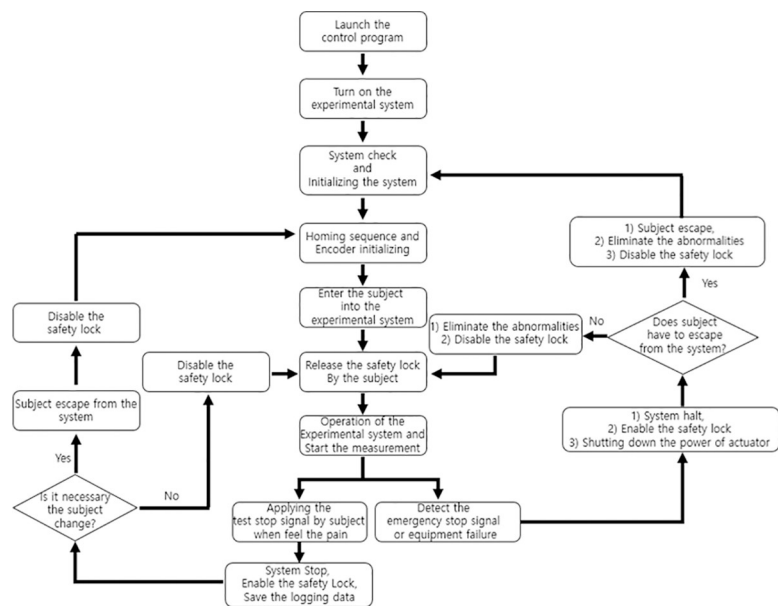 Launch the
control program
Turn on the
experimental system
System check
and
Initializing the system
Homing sequence and
Encoder initializing
Enter the subject
into the
experimental system
Release the safety lock
By the subject
Operation of the
Experimental system and
Start the measurement
Applying the
test stop signal by subject
when feel the pain
System Stop,
Enable the safety Lock,
Save the logging data
Is it necessary
the subject
change?
Yes
No
Subject escape from the
system
Disable the
safety lock
Disable the
safety lock
Detect the
emergency stop signal
or equipment failure
1) System halt,
2) Enable the safety lock
3) Shutting down the power of actuator
Does subject
have to escape
from the system?
No
Yes
1) Eliminate the abnormalities
2) Disable the safety lock
1) Subject escape,
2) Eliminate the abnormalities
3) Disable the safety lock